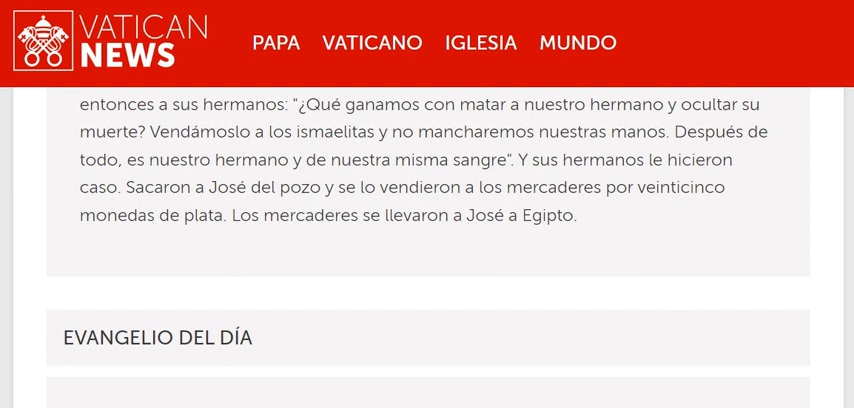 VATICAN
NEWS
PAPA VATICANO IGLESIA MUNDO
entonces a sus hermanos: "¿Qué ganamos con matar a nuestro hermano y ocultar su
muerte? Vendámoslo a los ismaelitas y no mancharemos nuestras manos. Después de
todo, es nuestro hermano y de nuestra misma sangre". Y sus hermanos le hicieron
caso. Sacaron a José del pozo y se lo vendieron a los mercaderes por veinticinco
monedas de plata. Los mercaderes se llevaron a José a Egipto.
EVANGELIO DEL DÍA